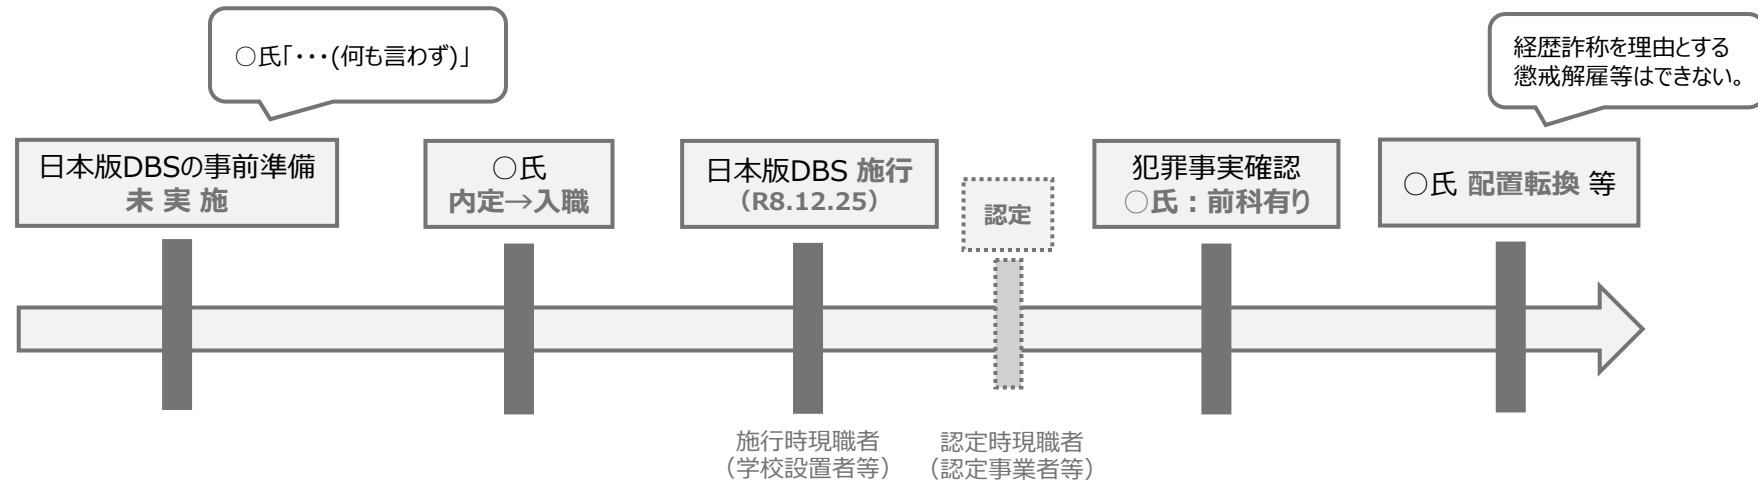 ○氏「・・・(何も言わず)」
経歴詐称を理由とする
懲戒解雇等はできない。
日本版DBSの事前準備
未 実 施
○氏
内定→入職
日本版DBS 施行
（R8.12.25）
認定
犯罪事実確認
○氏：前科有り
○氏 配置転換 等
施行時現職者
（学校設置者等）
認定時現職者
（認定事業者等）